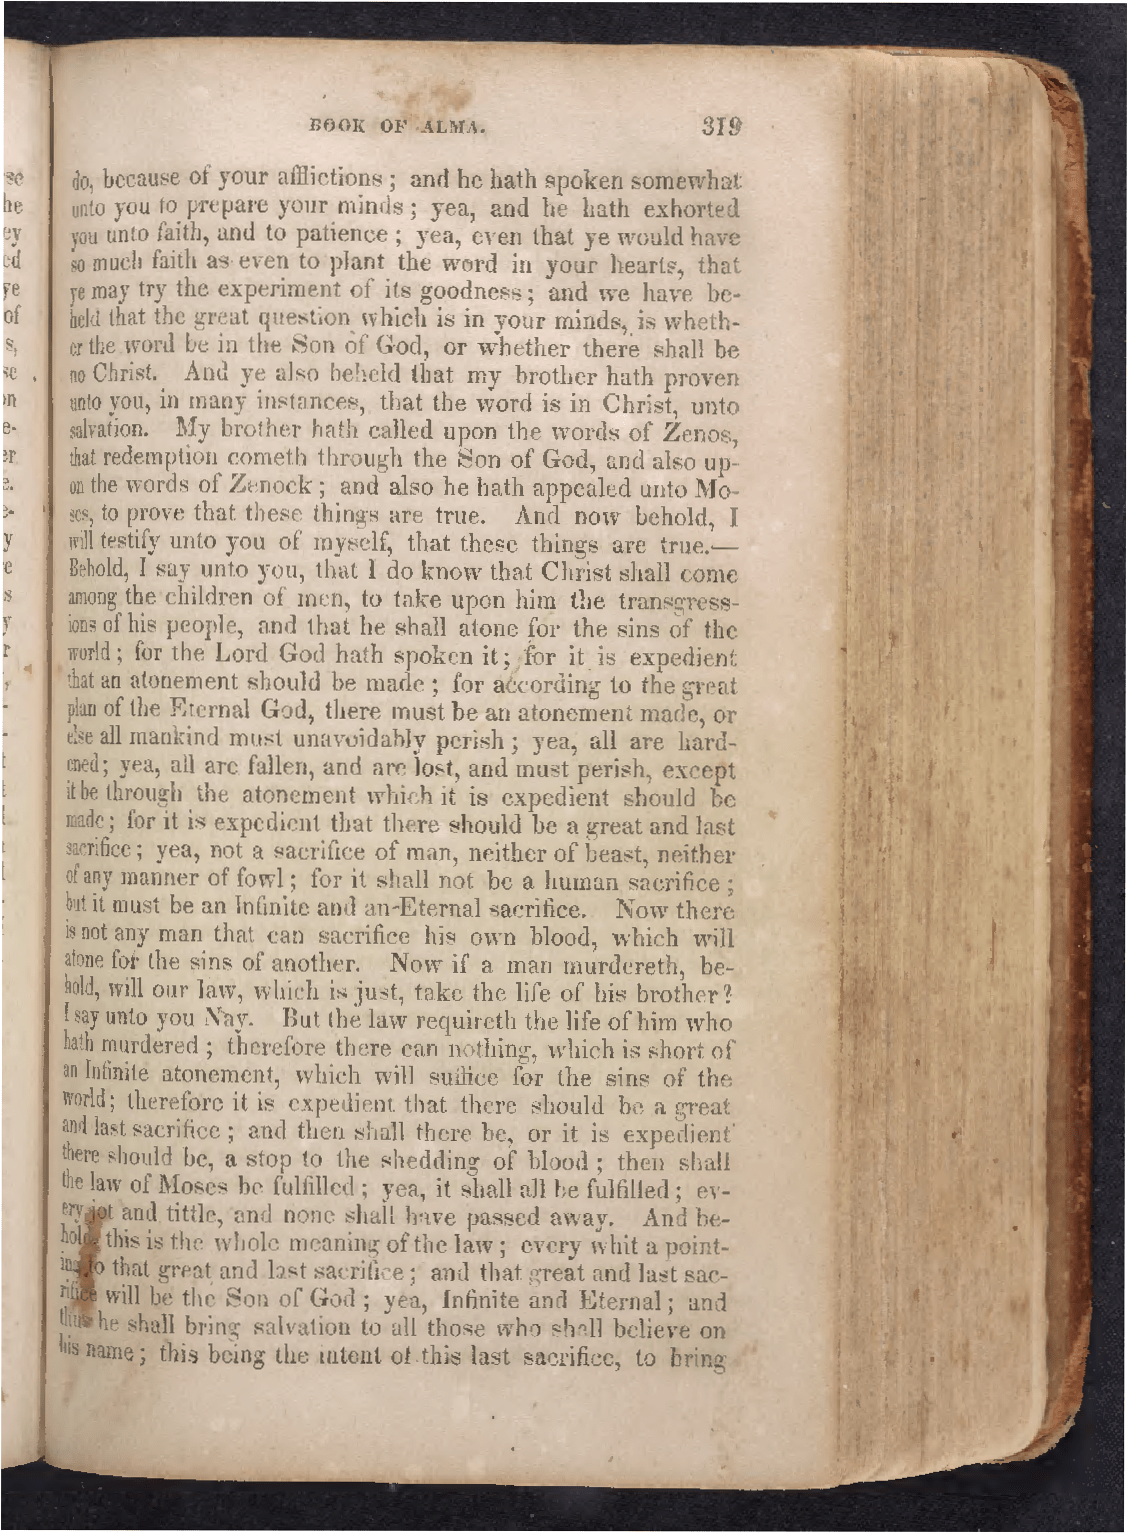 BOOK OF ALMA. 319
do, because of your afflictions; and he hath spoken somewhat
unto you to prepare your minds; yea, and he hath exhorted
you unto faith, and to patience; yea, even that ye would have
so much faith as even to plant the word in your hearts, that
ye may try the experiment of its goodness; and we have be-
held that the great question which is in your minds, is wheth-
er the word be in the Son of God, or whether there shall be
no Christ. And ye also beheld that my brother hath proven
unto you, in many instances, that the word is in Christ, unto
salvation. My brother hath called upon the words of Zenos,
that redemption cometh through the Son of God, and also up-
on the words of Zenock; and also he hath appealed unto Mo-
ses, to prove that these things are true. And now behold, I
will testify unto you of myself, that these things are true.—
Behold, I say unto you, that I do know that Christ shall come
among the children of men, to take upon him the transgress-
ions of his people, and that he shall atone for the sins of the
world; for the Lord God hath spoken it; for it is expedient
that an atonement should be made; for according to the great
plan of the Eternal God, there must be an atonement made, or
else all mankind must unavoidably perish; yea, all are hard-
ened; yea, all are fallen, and are lost, and must perish, except
it be through the atonement which it is expedient should be
made; for it is expedient that there should be a great and last
sacrifice; yea, not a sacrifice of man, neither of beast, neither
of any manner of fowl; for it shall not be a human sacrifice;
but it must be an Infinite and an Eternal sacrifice. Now there
is not any man that can sacrifice his own blood, which will
atone for the sins of another. Now if a man murdereth, be-
hold, will our law, which is just, take the life of his brother?
I say unto you Nay. But the law requireth the life of him who
hath murdered; therefore there can nothing, which is short of
an Infinite atonement, which will suffice for the sins of the
world; therefore it is expedient that there should be a great
and last sacrifice; and then shall there be, or it is expedient
there should be, a stop to the shedding of blood; then shall
the law of Moses be fulfilled; yea, it shall all be fulfilled; ev-
ery jot and tittle, and none shall have passed away. And be-
hold, this is the whole meaning of the law; every whit a point-
ing to that great and last sacrifice; and that great and last sac-
rifice will be the Son of God; yea, Infinite and Eternal; and
thus he shall bring salvation to all those who shall believe on
his name; this being the intent of this last sacrifice, to bring